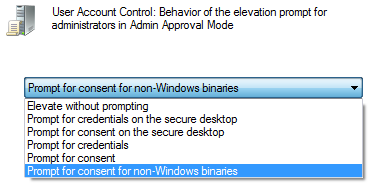 User Account Control: Behavior of the elevation prompt for
administrators in Admin Approval Mode
Prompt for consent for non-Windows binaries
Elevate without prompting
Prompt for credentials on the secure desktop
Prompt for consent on the secure desktop
Prompt for credentials
Prompt for consent
Prompt for consent for non-Windows binaries